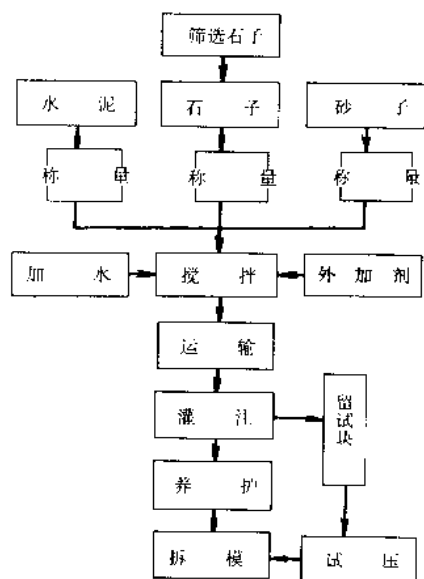 筛选石子
水泥
石子
砂子
称量
称量
称量
加水
搅拌
外加剂
运输
灌注
留试块
养护
拆模
试压